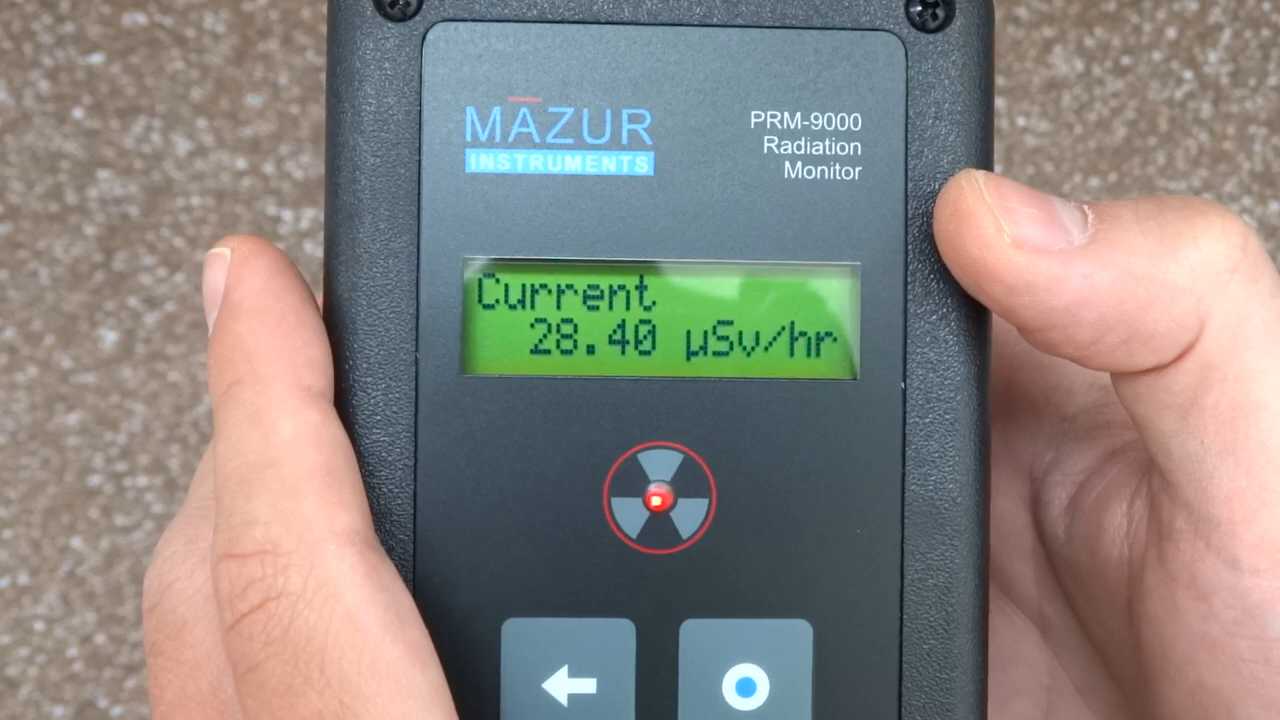 MAZUR
INSTRUMENTS
PRM-9000
Radiation
Monitor
Current
28.40 µSv/hr